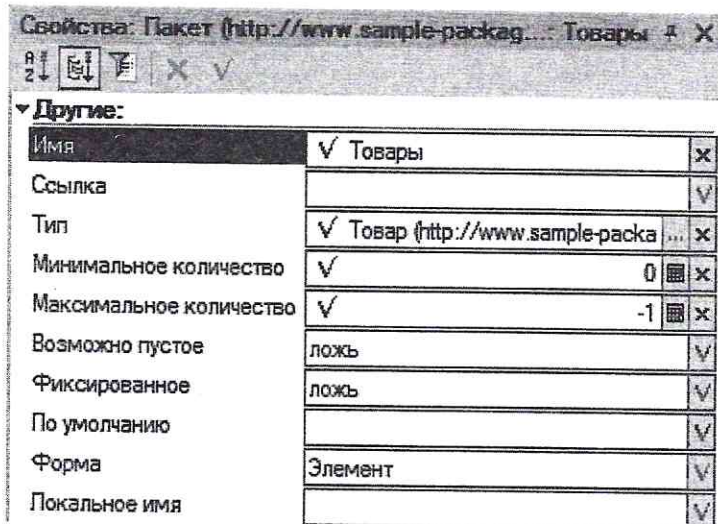 Свойства: Пакет (http://www.sample-packag...: Товары
Другие:
Имя Товары
Ссылка
Тип Товар (http://www.sample-packa ...
Минимальное количество 0
Максимальное количество -1
Возможно пустое ложь
Фиксированное ложь
По умолчанию
Форма Элемент
Локальное имя